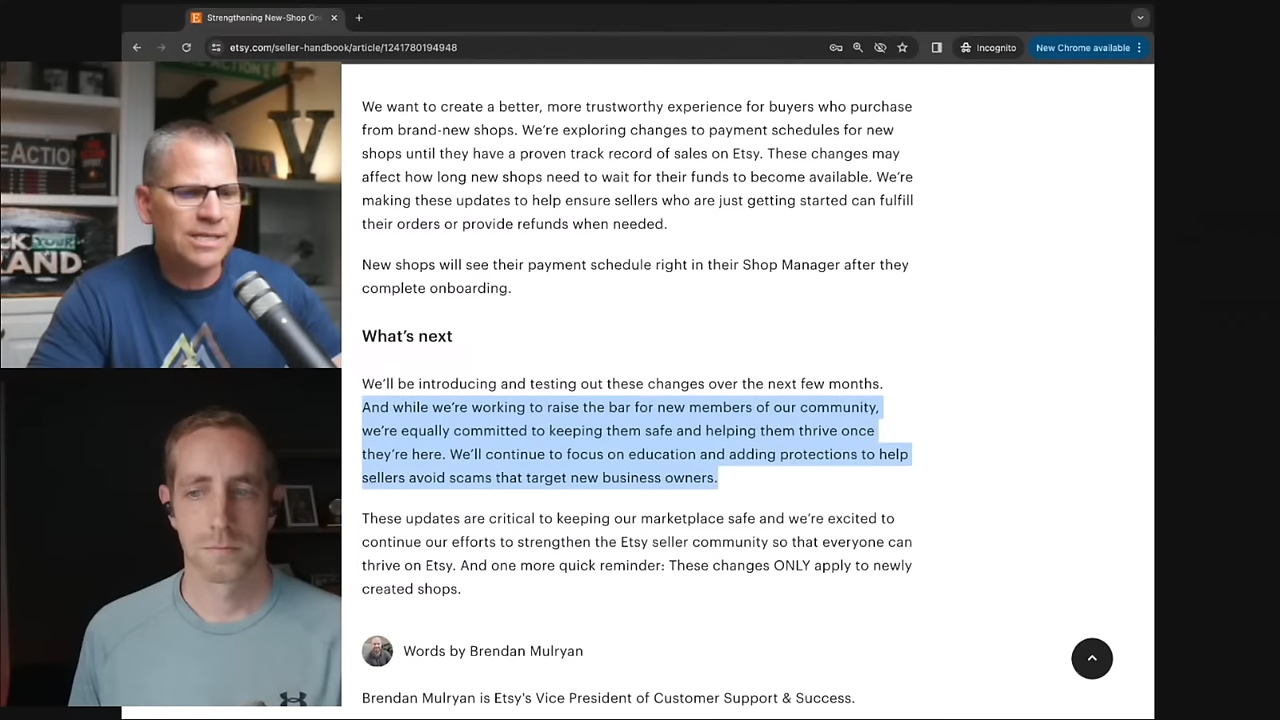 Strengthening New-Shop On
etsy.com/seller-handbook/article/1241780194948
Incognito
New Chrome available
We want to create a better, more trustworthy experience for buyers who purchase
from brand-new shops. We’re exploring changes to payment schedules for new
shops until they have a proven track record of sales on Etsy. These changes may
affect how long new shops need to wait for their funds to become available. We’re
making these updates to help ensure sellers who are just getting started can fulfill
their orders or provide refunds when needed.
New shops will see their payment schedule right in their Shop Manager after they
complete onboarding.
What’s next
We’ll be introducing and testing out these changes over the next few months.
And while we’re working to raise the bar for new members of our community,
we’re equally committed to keeping them safe and helping them thrive once
they’re here. We’ll continue to focus on education and adding protections to help
sellers avoid scams that target new business owners.
These updates are critical to keeping our marketplace safe and we’re excited to
continue our efforts to strengthen the Etsy seller community so that everyone can
thrive on Etsy. And one more quick reminder: These changes ONLY apply to newly
created shops.
Words by Brendan Mulryan
Brendan Mulryan is Etsy's Vice President of Customer Support & Success.